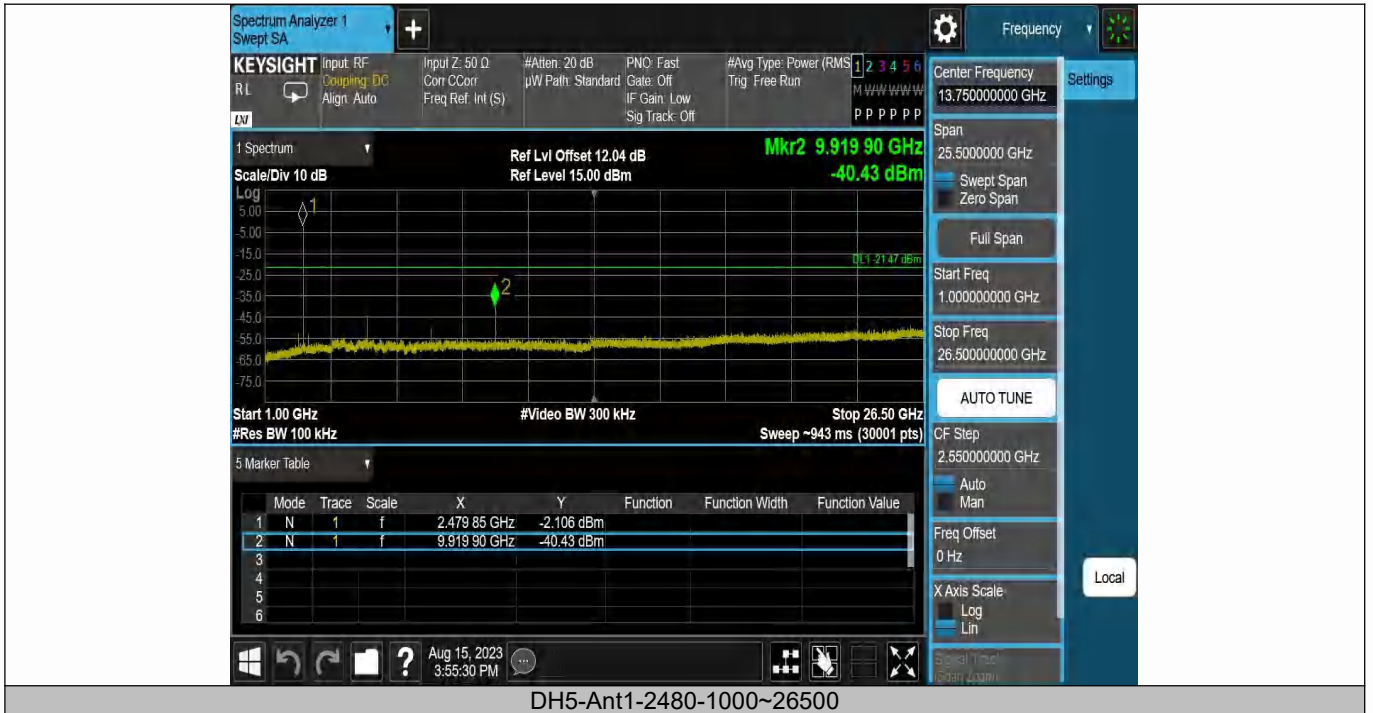 Spectrum Analyzer 1
Swept SA
Frequency
KEYSIGHT
RL
LXI
Input: RF
Coupling: DC
Align: Auto
Input Z: 50 Ω
Corr CCorr
Freq Ref: Int (S)
#Atten: 20 dB
µW Path: Standard
PNO: Fast
Gate: Off
IF Gain: Low
Sig Track: Off
#Avg Type: Power (RMS
Trig: Free Run
1 2 3 4 5 6
M W W W W W
P P P P P P
1 Spectrum
Scale/Div 10 dB
Ref Lvl Offset 12.04 dB
Ref Level 15.00 dBm
Mkr2 9.919 90 GHz
-40.43 dBm
Log
5.00
-5.00
-15.0
-25.0
-35.0
-45.0
-55.0
-65.0
-75.0
1
2
DL1 -21.47 dBm
Start 1.00 GHz
#Res BW 100 kHz
#Video BW 300 kHz
Stop 26.50 GHz
Sweep ~943 ms (30001 pts)
5 Marker Table
Mode Trace Scale X Y Function Function Width Function Value
1 N 1 f 2.479 85 GHz -2.106 dBm
2 N 1 f 9.919 90 GHz -40.43 dBm
3
4
5
6
Aug 15, 2023
3:55:30 PM
Center Frequency
13.750000000 GHz
Settings
Span
25.5000000 GHz
Swept Span
Zero Span
Full Span
Start Freq
1.000000000 GHz
Stop Freq
26.500000000 GHz
AUTO TUNE
CF Step
2.550000000 GHz
Auto
Man
Freq Offset
0 Hz
X Axis Scale
Log
Lin
Signal Track
(Span Zoom)
Local
DH5-Ant1-2480-1000~26500